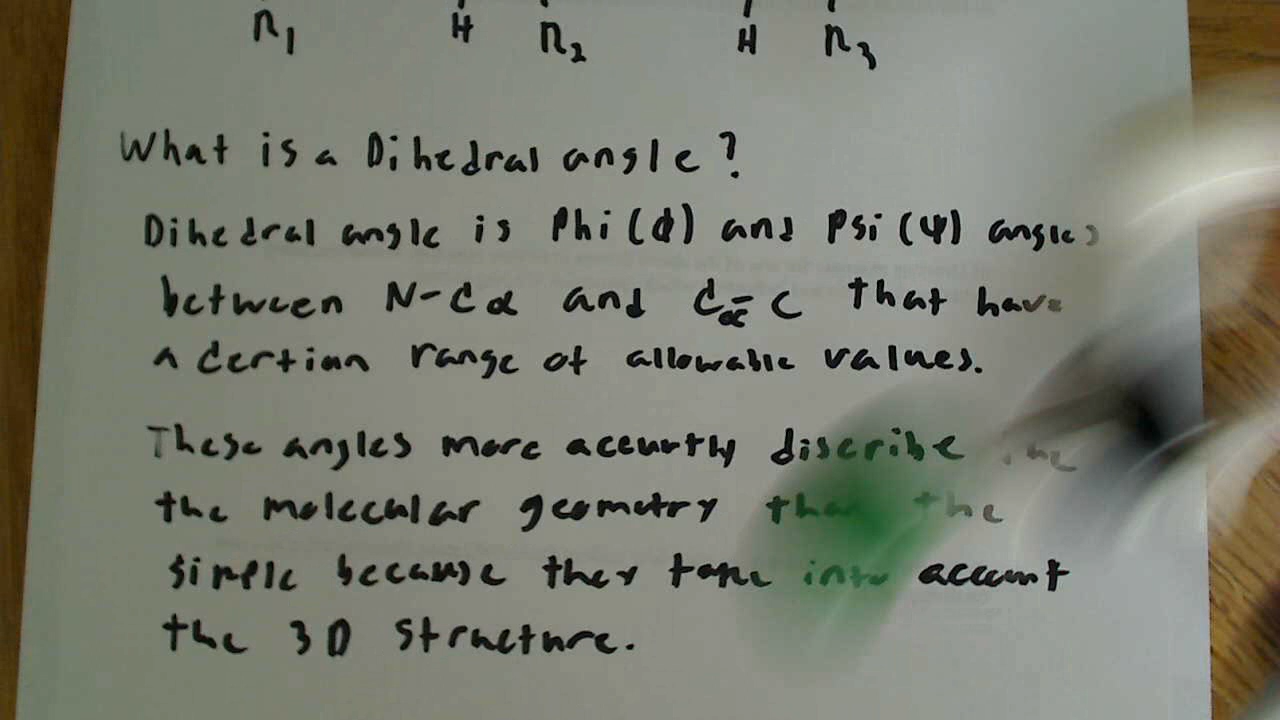 R1 H R2 H R3
What is a Dihedral angle?
Dihedral angle is Phi (ϕ) and Psi (ψ) angles
between N-Cα and Cα-C that have
a certian range of allowable values.
These angles more accurtly discribe the
the molecular geometry than the
simple because they take into account
the 3D structure.